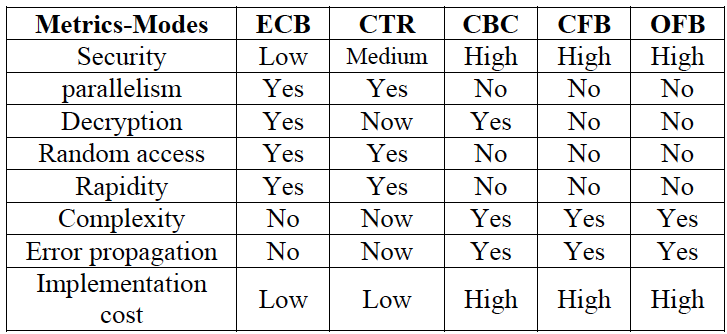 Metrics-Modes ECB CTR CBC CFB OFB
Security Low Medium High High High
parallelism Yes Yes No No No
Decryption Yes Now Yes No No
Random access Yes Yes No No No
Rapidity Yes Yes No No No
Complexity No Now Yes Yes Yes
Error propagation No Now Yes Yes Yes
Implementation
cost Low Low High High High